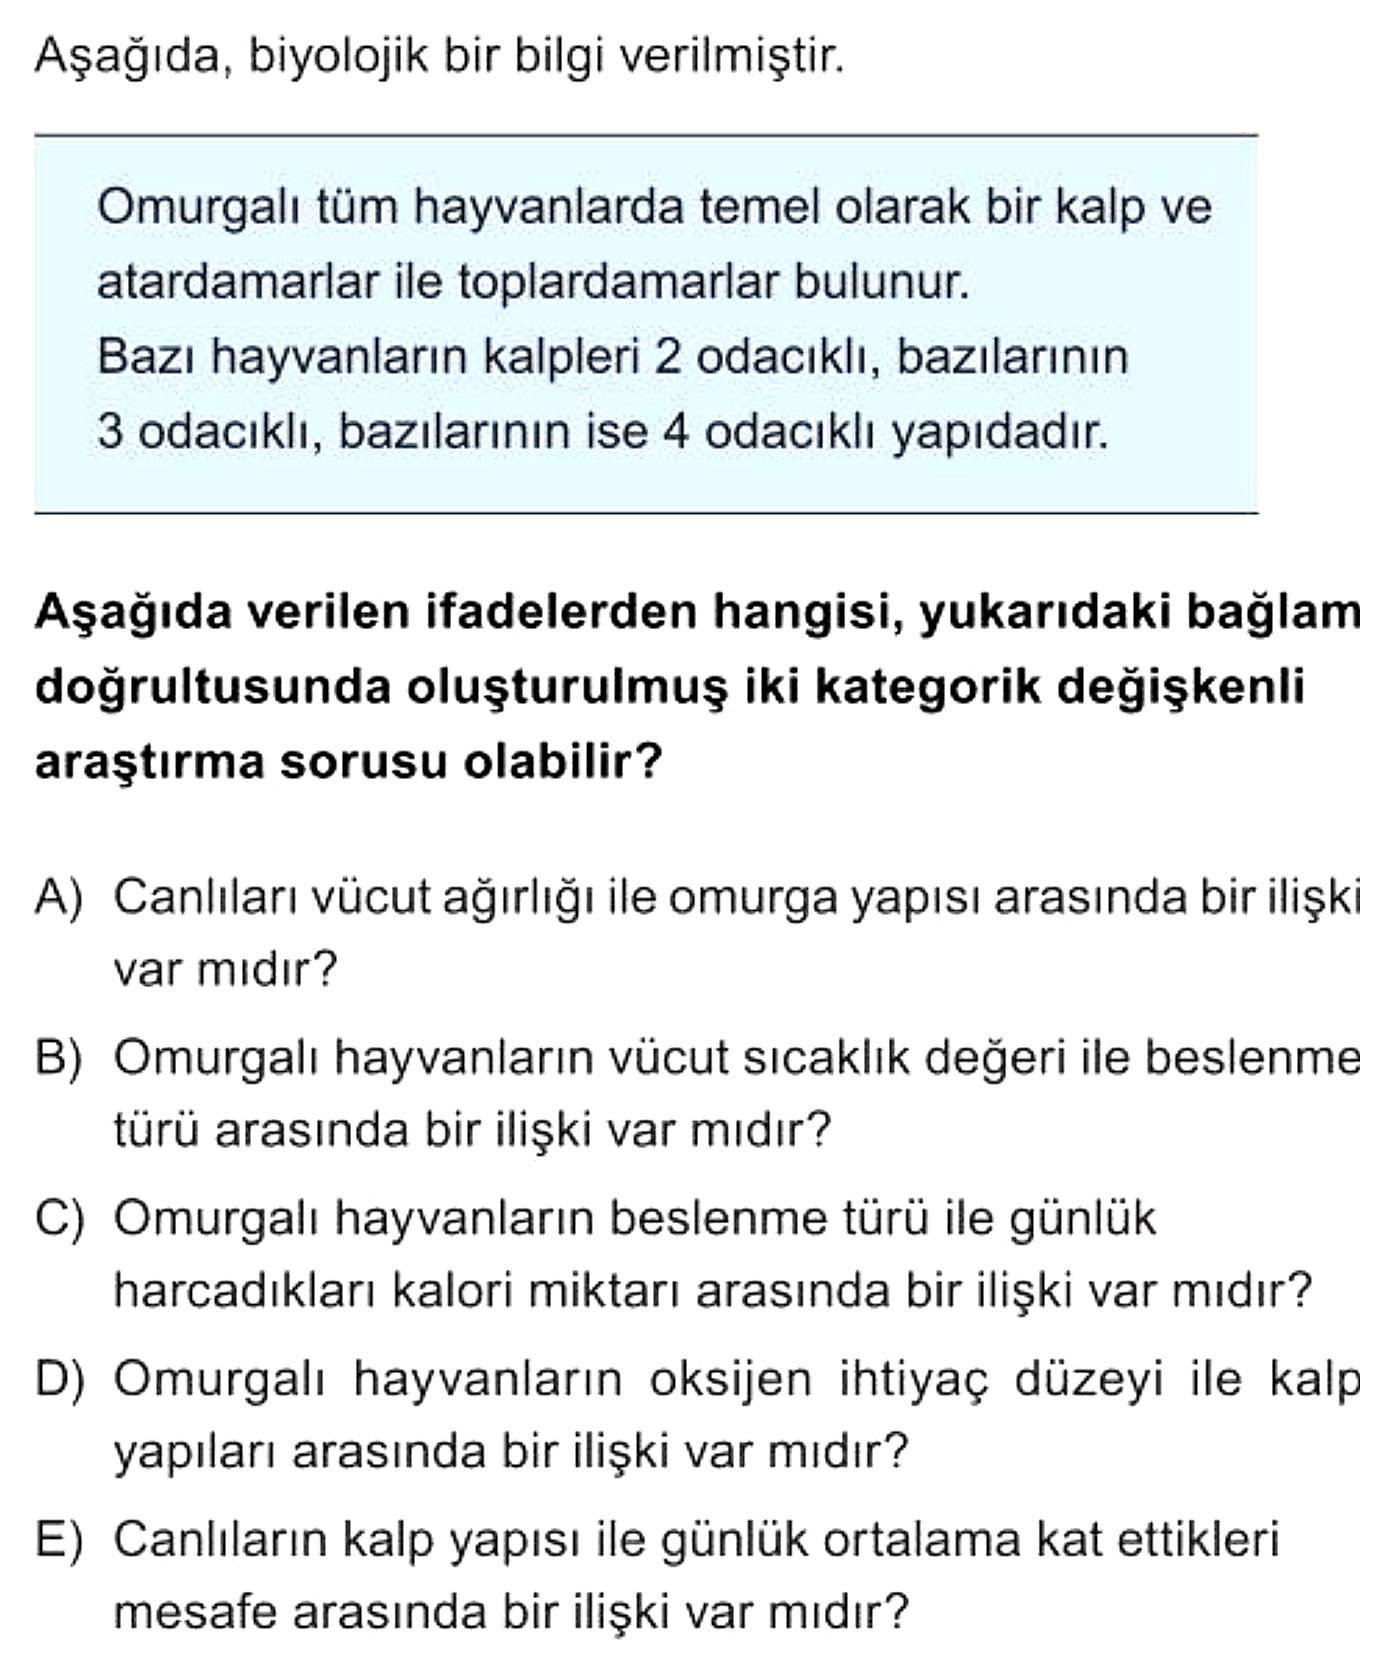 Aşağıda, biyolojik bir bilgi verilmiştir.
Omurgalı tüm hayvanlarda temel olarak bir kalp ve
atardamarlar ile toplardamarlar bulunur.
Bazı hayvanların kalpleri 2 odacıklı, bazılarının
3 odacıklı, bazılarının ise 4 odacıklı yapıdadır.
Aşağıda verilen ifadelerden hangisi, yukarıdaki bağlam
doğrultusunda oluşturulmuş iki kategorik değişkenli
araştırma sorusu olabilir?
A) Canlıları vücut ağırlığı ile omurga yapısı arasında bir ilişki
var mıdır?
B) Omurgalı hayvanların vücut sıcaklık değeri ile beslenme
türü arasında bir ilişki var mıdır?
C) Omurgalı hayvanların beslenme türü ile günlük
harcadıkları kalori miktarı arasında bir ilişki var mıdır?
D) Omurgalı hayvanların oksijen ihtiyaç düzeyi ile kalp
yapıları arasında bir ilişki var mıdır?
E) Canlıların kalp yapısı ile günlük ortalama kat ettikleri
mesafe arasında bir ilişki var mıdır?